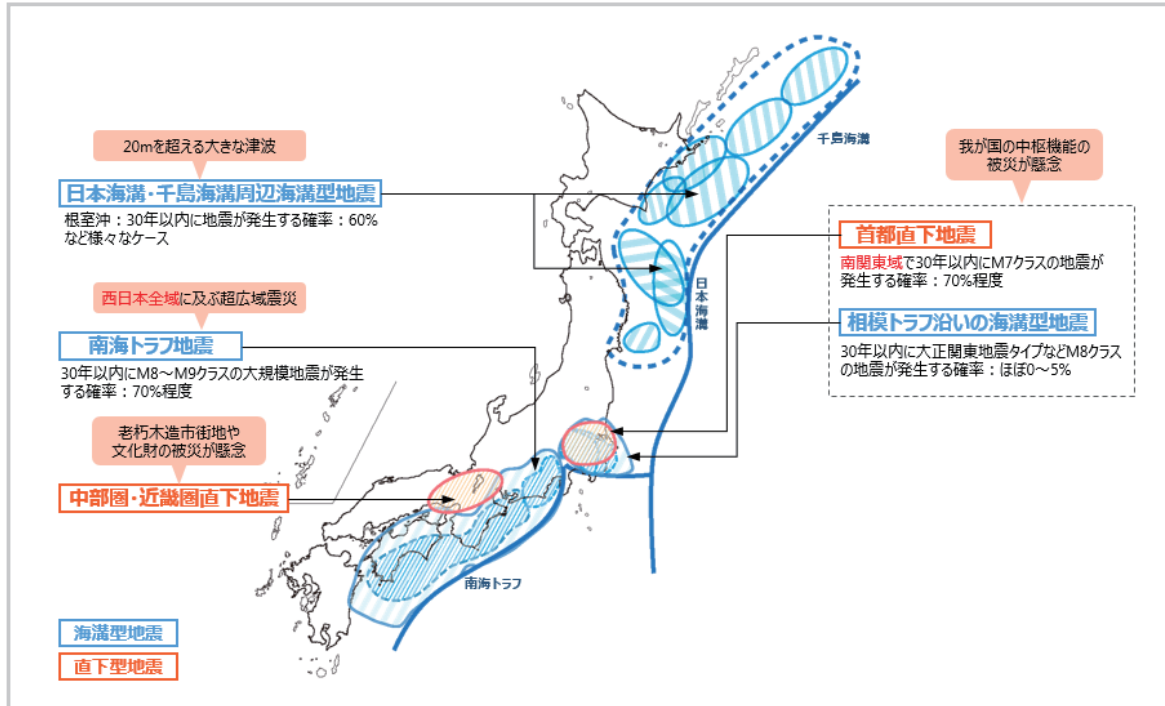 20mを超える大きな津波
日本海溝・千島海溝周辺海溝型地震
根室沖：30年以内に地震が発生する確率：60%
など様々なケース
西日本全域に及ぶ超広域震災
南海トラフ地震
30年以内にM8～M9クラスの大規模地震が発生
する確率：70%程度
老朽木造市街地や
文化財の被災が懸念
中部圏・近畿圏直下地震
海溝型地震
直下型地震
千島海溝
日本海溝
南海トラフ
我が国の中枢機能の
被災が懸念
首都直下地震
南関東域で30年以内にM7クラスの地震が
発生する確率：70%程度
相模トラフ沿いの海溝型地震
30年以内に大正関東地震タイプなどM8クラス
の地震が発生する確率：ほぼ0～5%